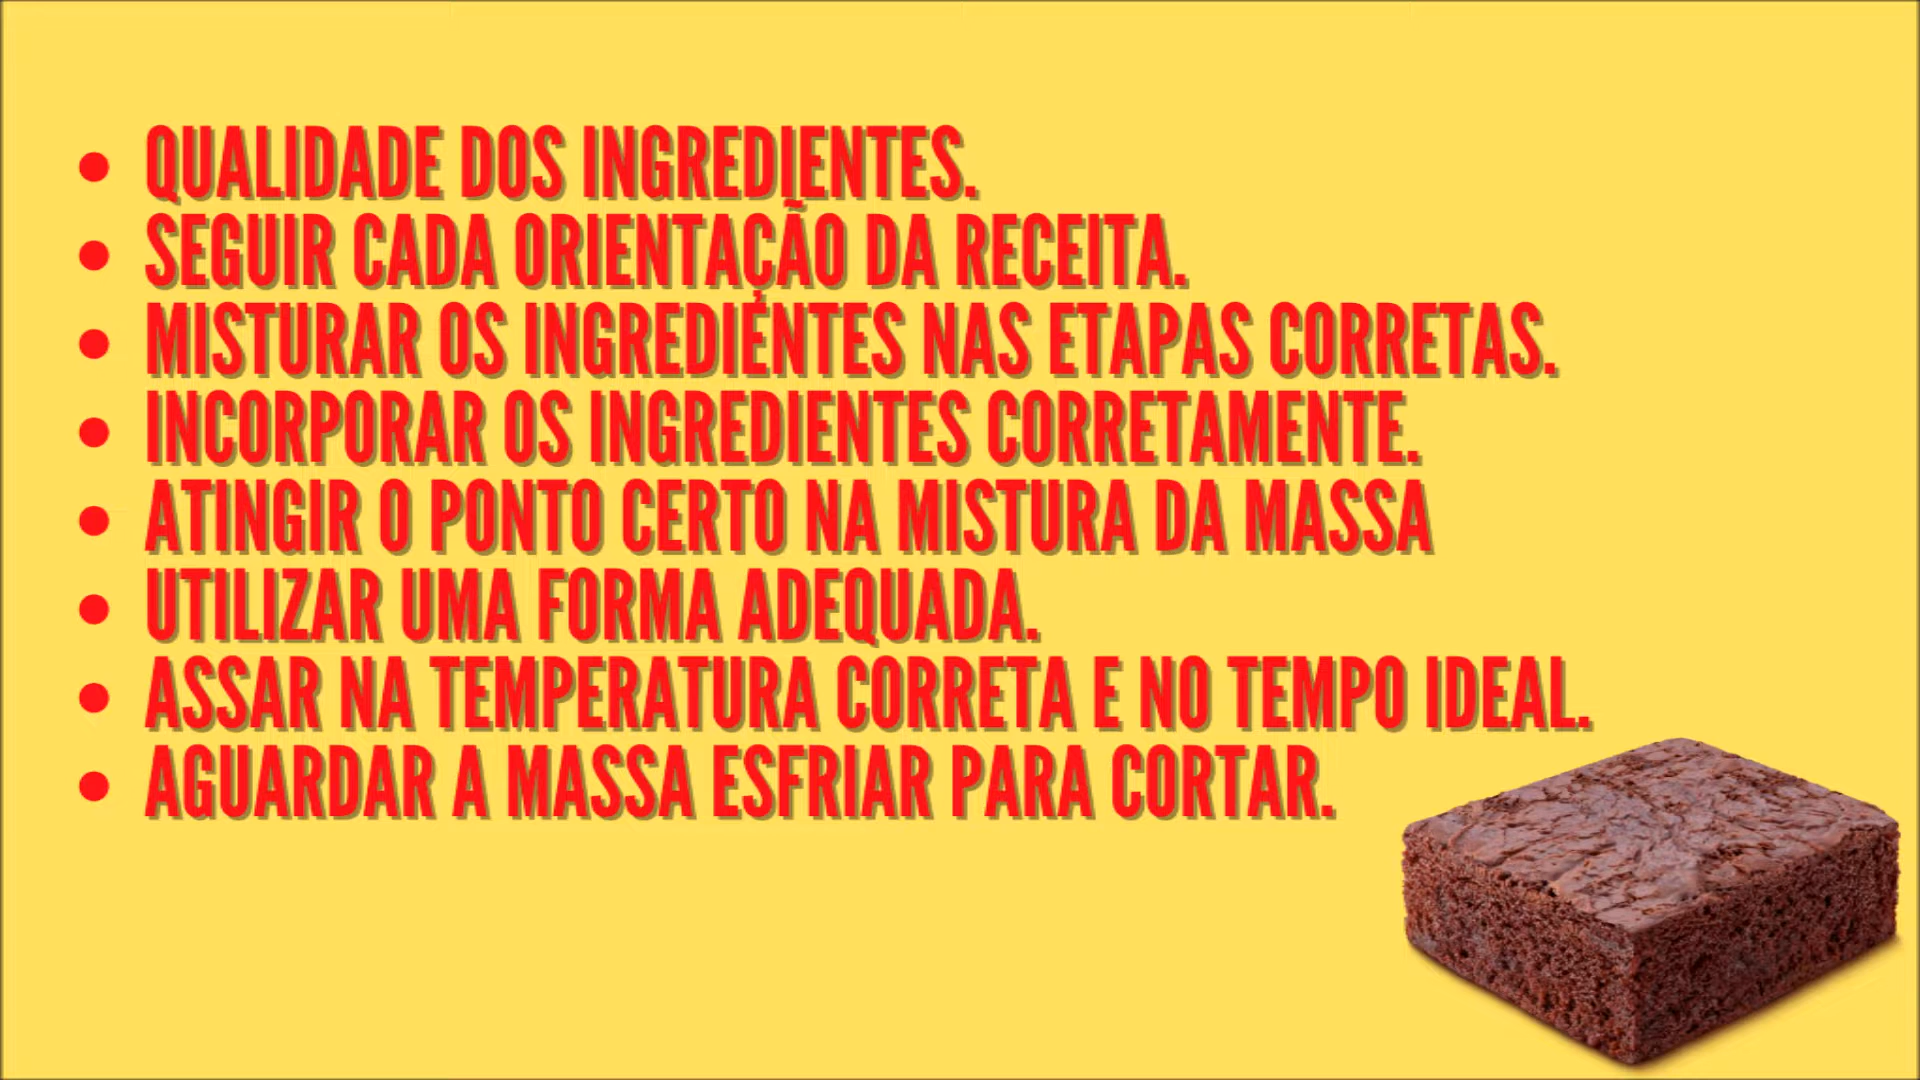 • QUALIDADE DOS INGREDIENTES.
• SEGUIR CADA ORIENTAÇÃO DA RECEITA.
• MISTURAR OS INGREDIENTES NAS ETAPAS CORRETAS.
• INCORPORAR OS INGREDIENTES CORRETAMENTE.
• ATINGIR O PONTO CERTO NA MISTURA DA MASSA
• UTILIZAR UMA FORMA ADEQUADA.
• ASSAR NA TEMPERATURA CORRETA E NO TEMPO IDEAL.
• AGUARDAR A MASSA ESFRIAR PARA CORTAR.